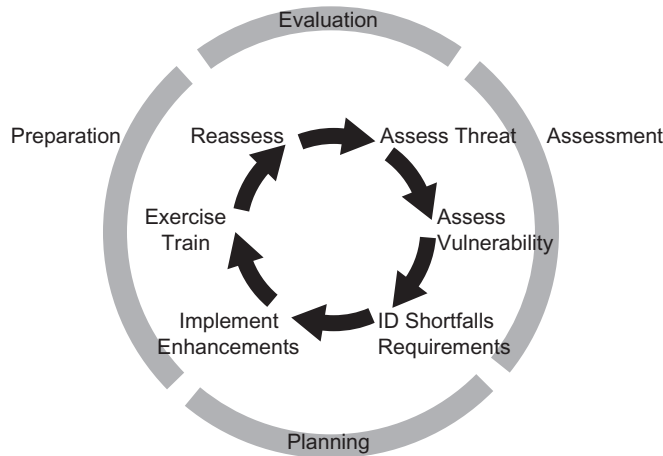 Evaluation
Preparation
Reassess
Assess Threat
Assessment
Exercise
Train
Assess
Vulnerability
Implement
Enhancements
ID Shortfalls
Requirements
Planning